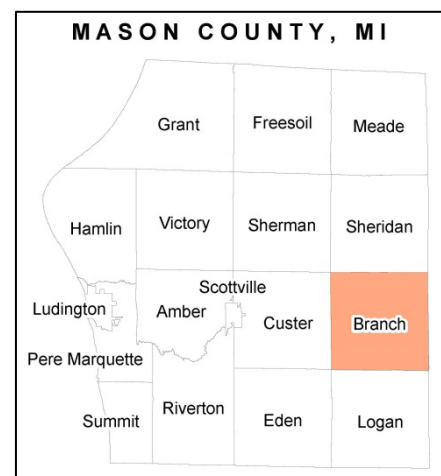 MASON COUNTY, MI
Grant
Freesoil
Meade
Hamlin
Victory
Sherman
Sheridan
Scottville
Ludington
Amber
Custer
Branch
Pere Marquette
Summit
Riverton
Eden
Logan